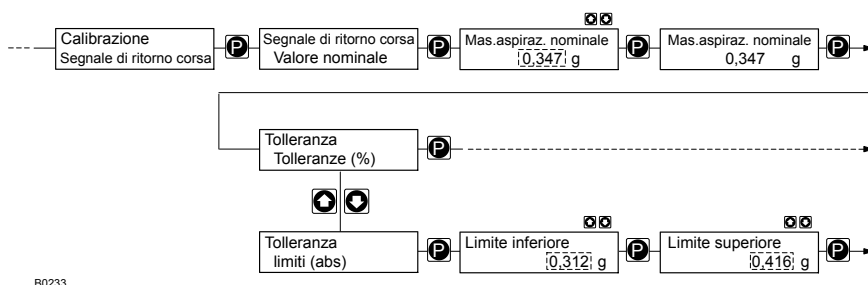 Calibrazione
Segnale di ritorno corsa
P
Segnale di ritorno corsa
Valore nominale
P
Mas.aspiraz. nominale
0,347 g
P
Mas.aspiraz. nominale
0,347 g
P
Tolleranza
Tolleranze (%)
P
Tolleranza
limiti (abs)
P
Limite inferiore
0,312 g
P
Limite superiore
0,416 g
P
B0233